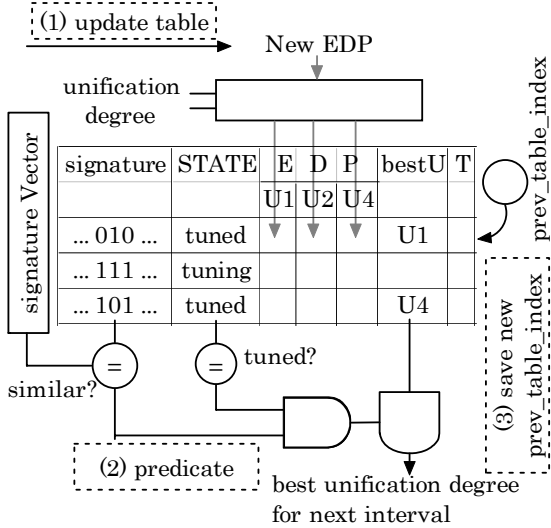 (1) update table
New EDP
unification
degree
signature Vector
signature STATE E D P bestU T
U1 U2 U4
... 010 ... tuned U1
... 111 ... tuning
... 101 ... tuned U4
prev_table_index
= =
tuned?
similar?
(2) predicate
(3) save new
prev_table_index
best unification degree
for next interval